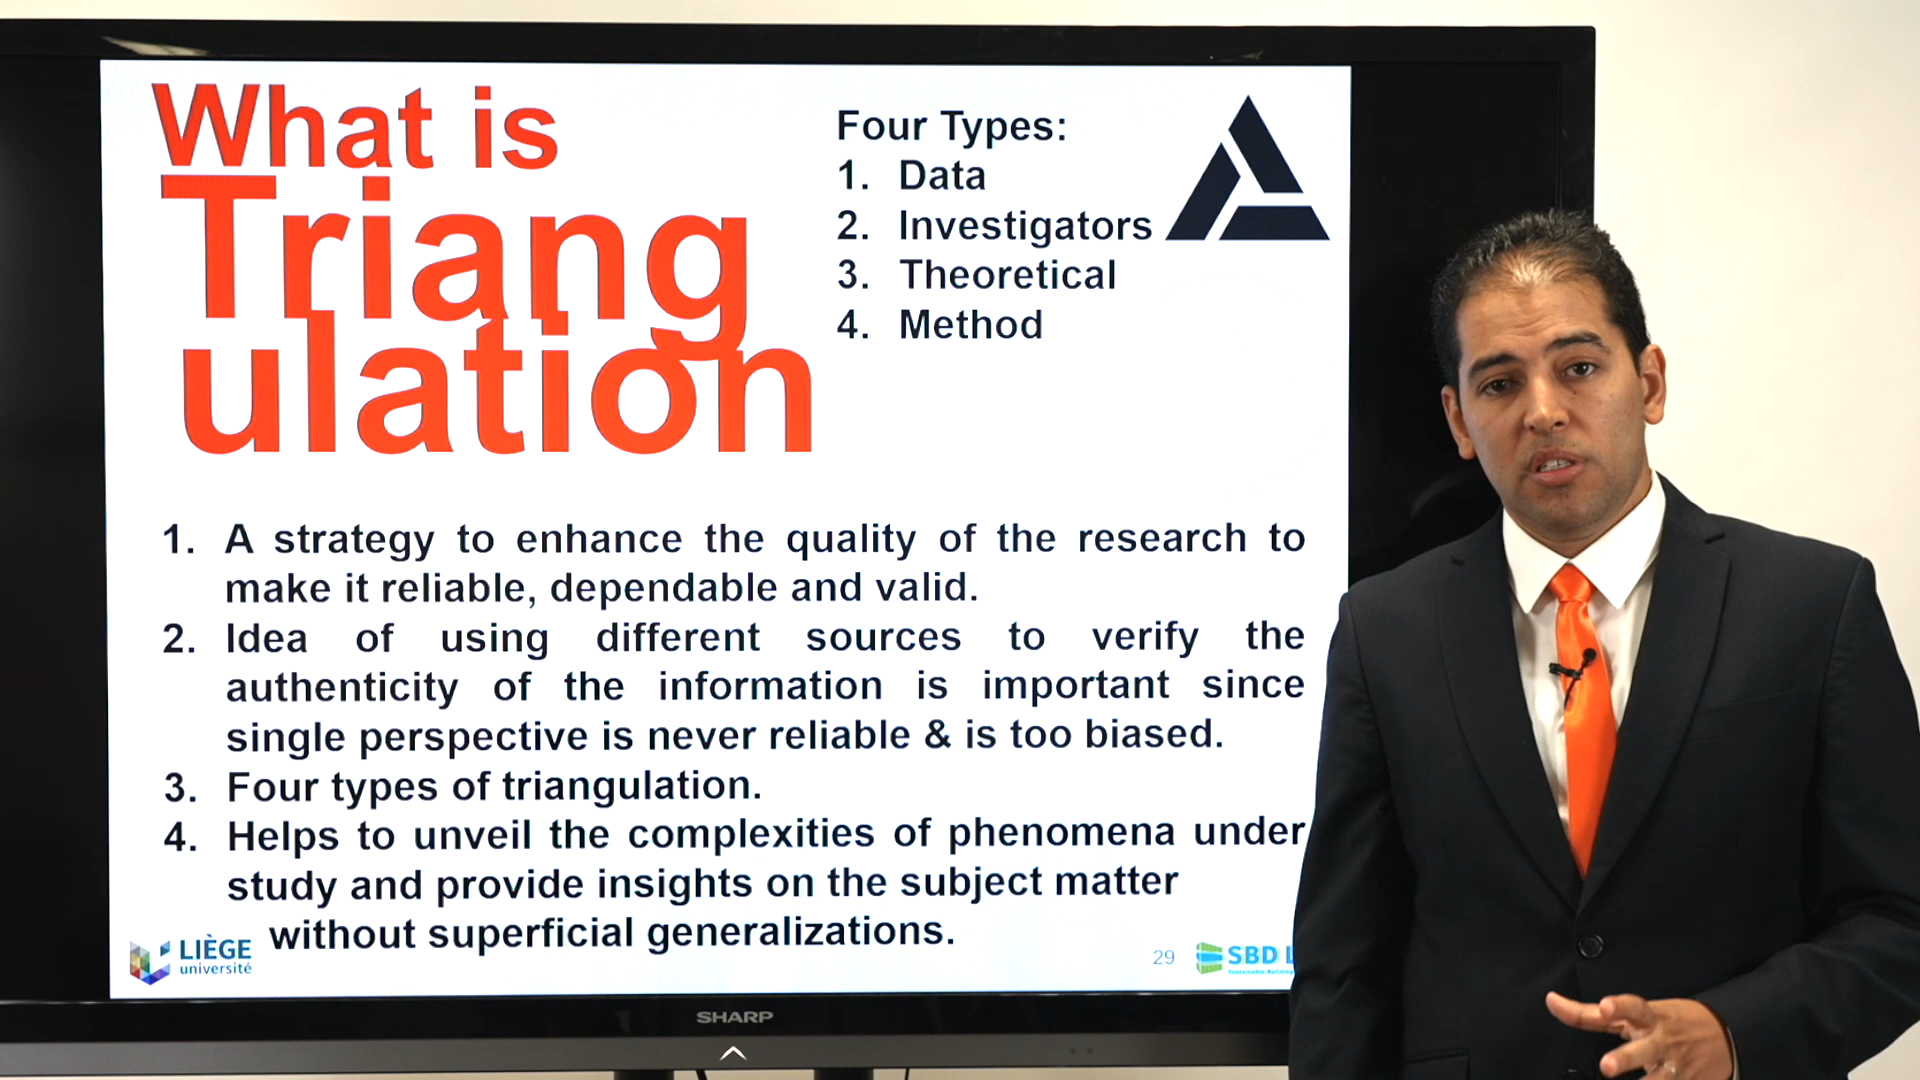 What is
Triang
ulation
Four Types:
1. Data
2. Investigators
3. Theoretical
4. Method
1. A strategy to enhance the quality of the research to
make it reliable, dependable and valid.
2. Idea of using different sources to verify the
authenticity of the information is important since
single perspective is never reliable & is too biased.
3. Four types of triangulation.
4. Helps to unveil the complexities of phenomena under
study and provide insights on the subject matter
without superficial generalizations.
LIÈGE
université
29
SBD L
Sustainable Building
SHARP